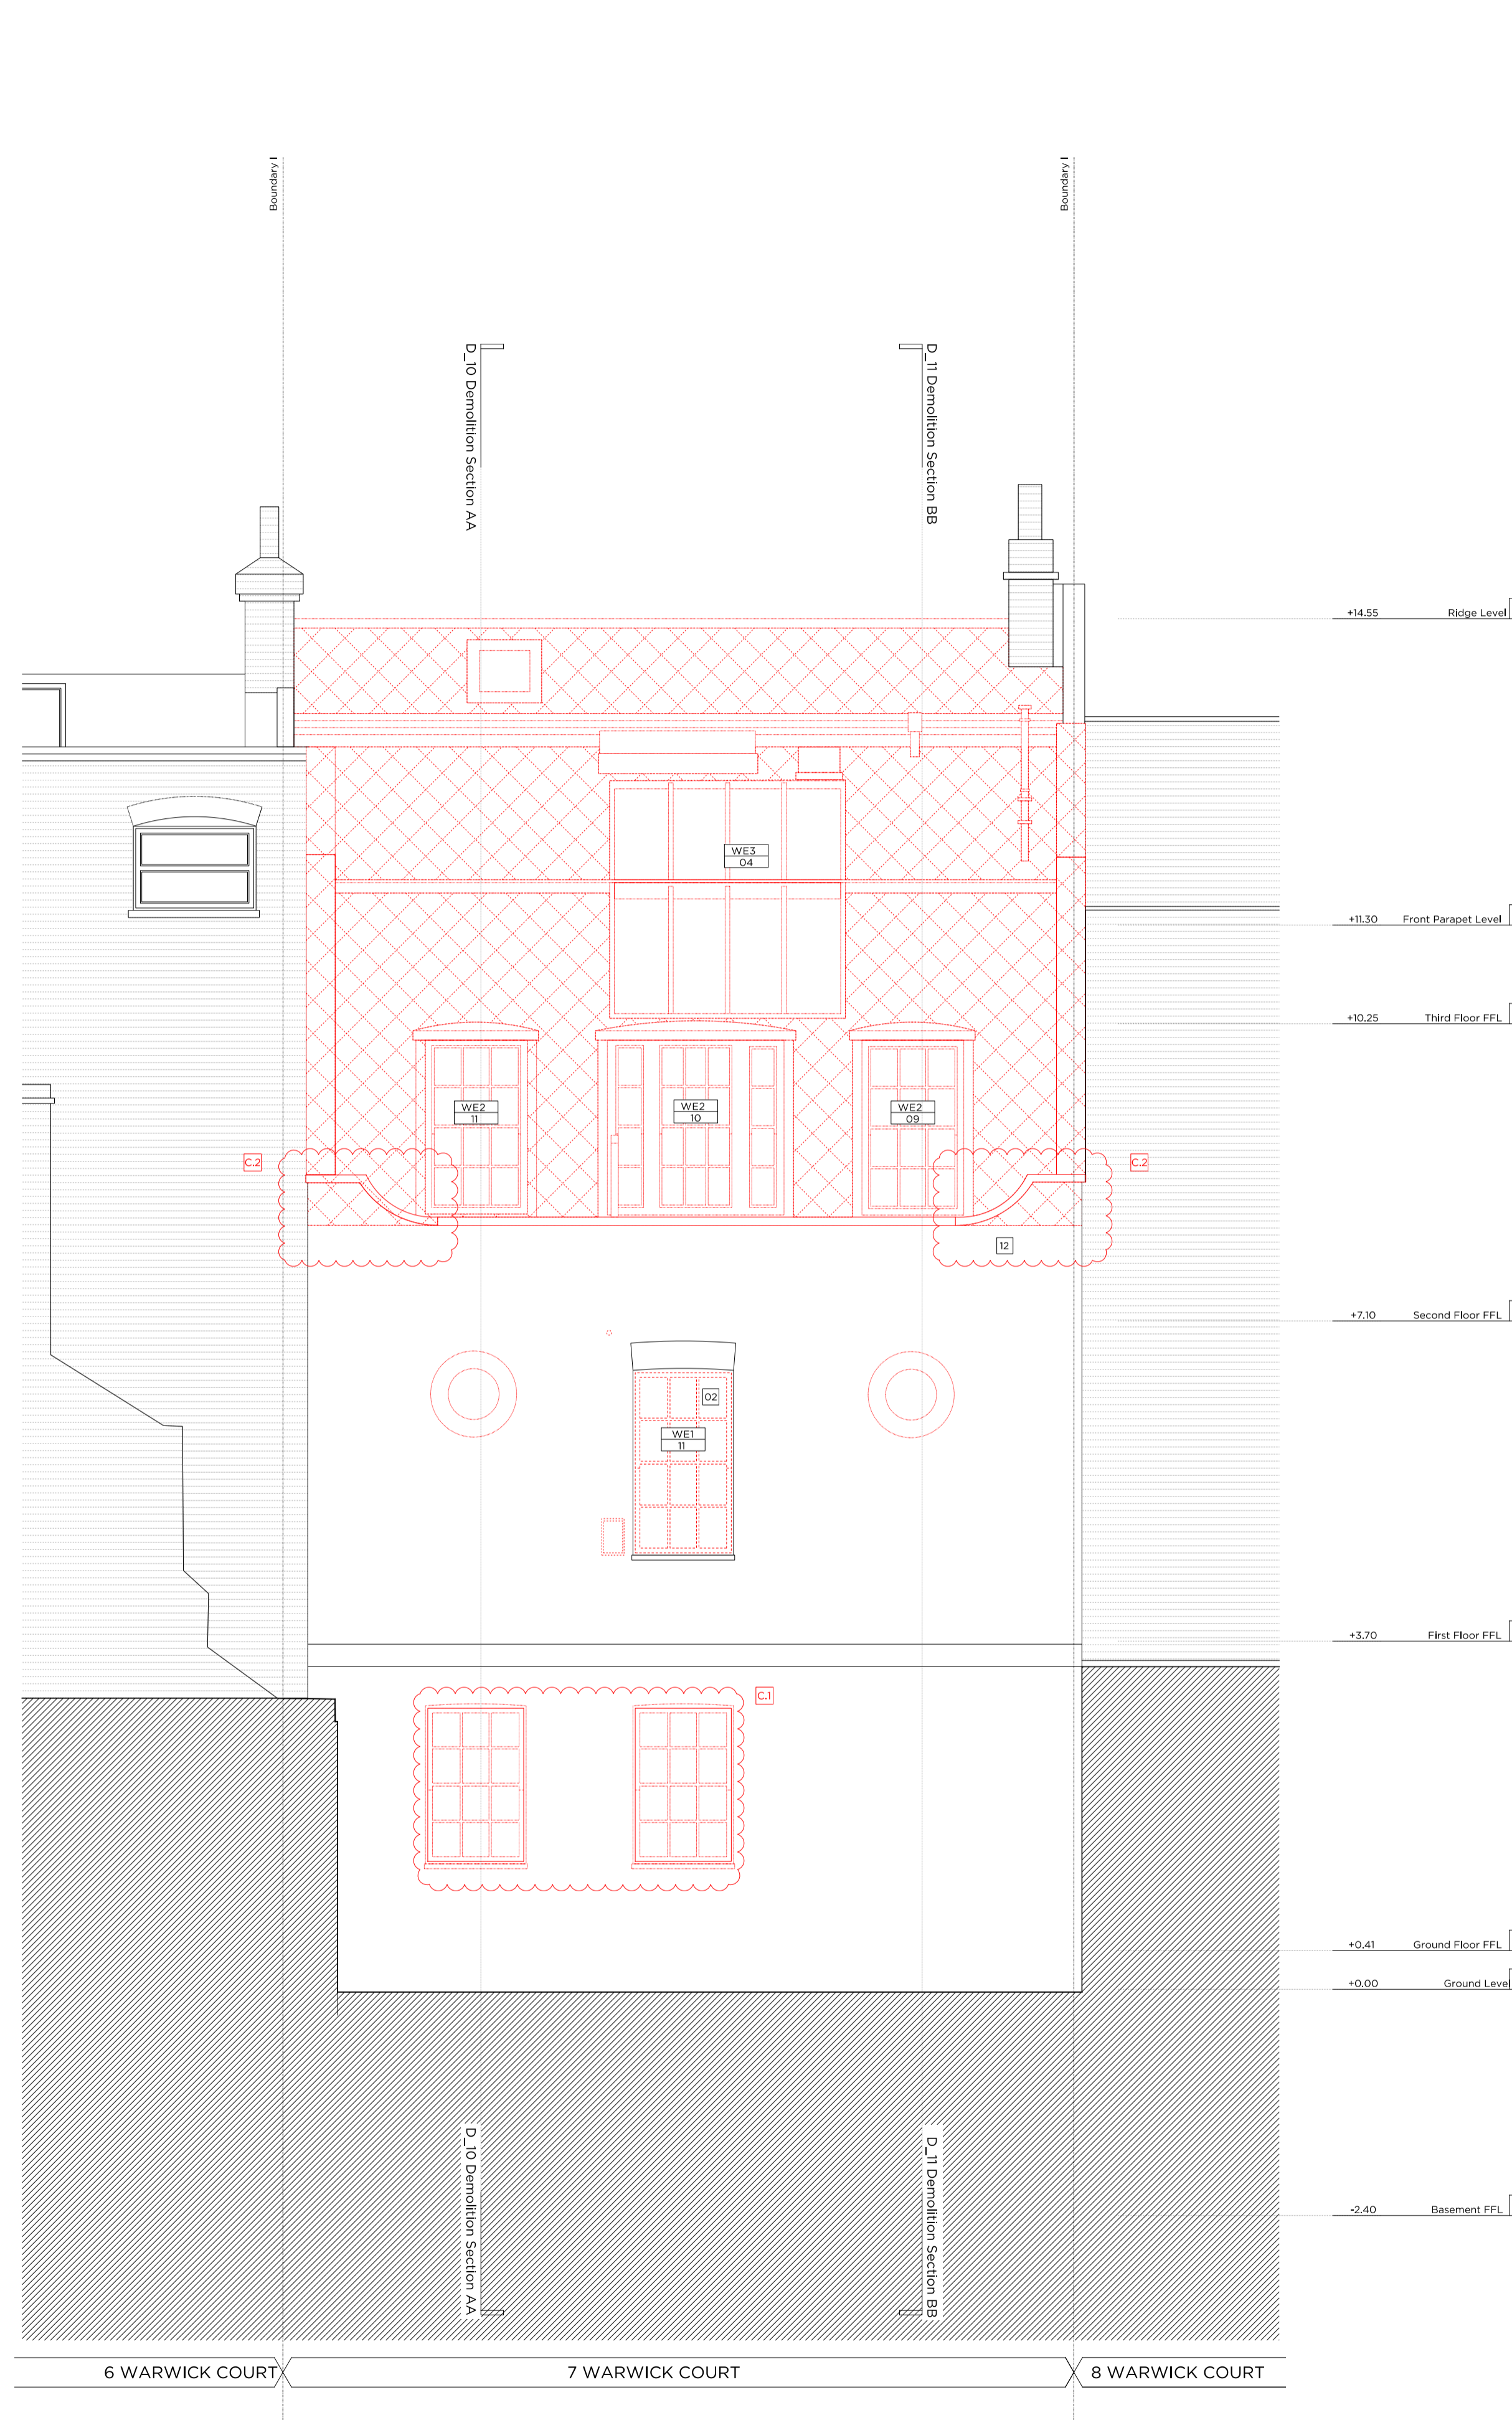 Boundary l
Boundary l
D_10 Demolition Section AA
D_11 Demolition Section BB
+14.55 Ridge Level
WE3
04
+11.30 Front Parapet Level
+10.25 Third Floor FFL
WE2
11
WE2
10
WE2
09
C.2
C.2
12
+7.10 Second Floor FFL
02
WE1
11
+3.70 First Floor FFL
C.1
+0.41 Ground Floor FFL
+0.00 Ground Level
-2.40 Basement FFL
D_10 Demolition Section AA
D_11 Demolition Section BB
6 WARWICK COURT
7 WARWICK COURT
8 WARWICK COURT